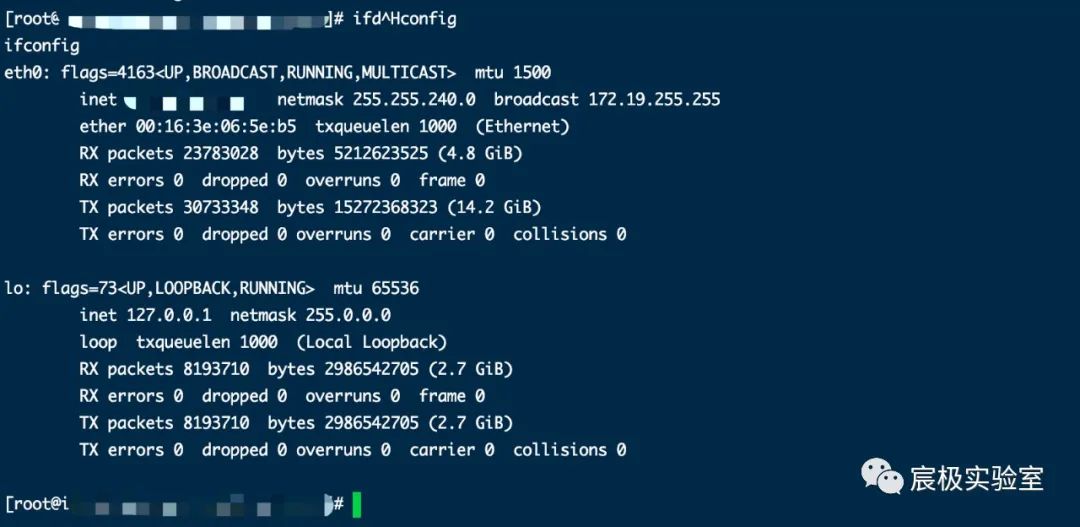 [root@ ]# ifd^Hconfig
ifconfig
eth0: flags=4163<UP,BROADCAST,RUNNING,MULTICAST> mtu 1500
inet netmask 255.255.240.0 broadcast 172.19.255.255
ether 00:16:3e:06:5e:b5 txqueuelen 1000 (Ethernet)
RX packets 23783028 bytes 5212623525 (4.8 GiB)
RX errors 0 dropped 0 overruns 0 frame 0
TX packets 30733348 bytes 15272368323 (14.2 GiB)
TX errors 0 dropped 0 overruns 0 carrier 0 collisions 0
lo: flags=73<UP,LOOPBACK,RUNNING> mtu 65536
inet 127.0.0.1 netmask 255.0.0.0
loop txqueuelen 1000 (Local Loopback)
RX packets 8193710 bytes 2986542705 (2.7 GiB)
RX errors 0 dropped 0 overruns 0 frame 0
TX packets 8193710 bytes 2986542705 (2.7 GiB)
TX errors 0 dropped 0 overruns 0 carrier 0 collisions 0
[root@i ]#
宸极实验室